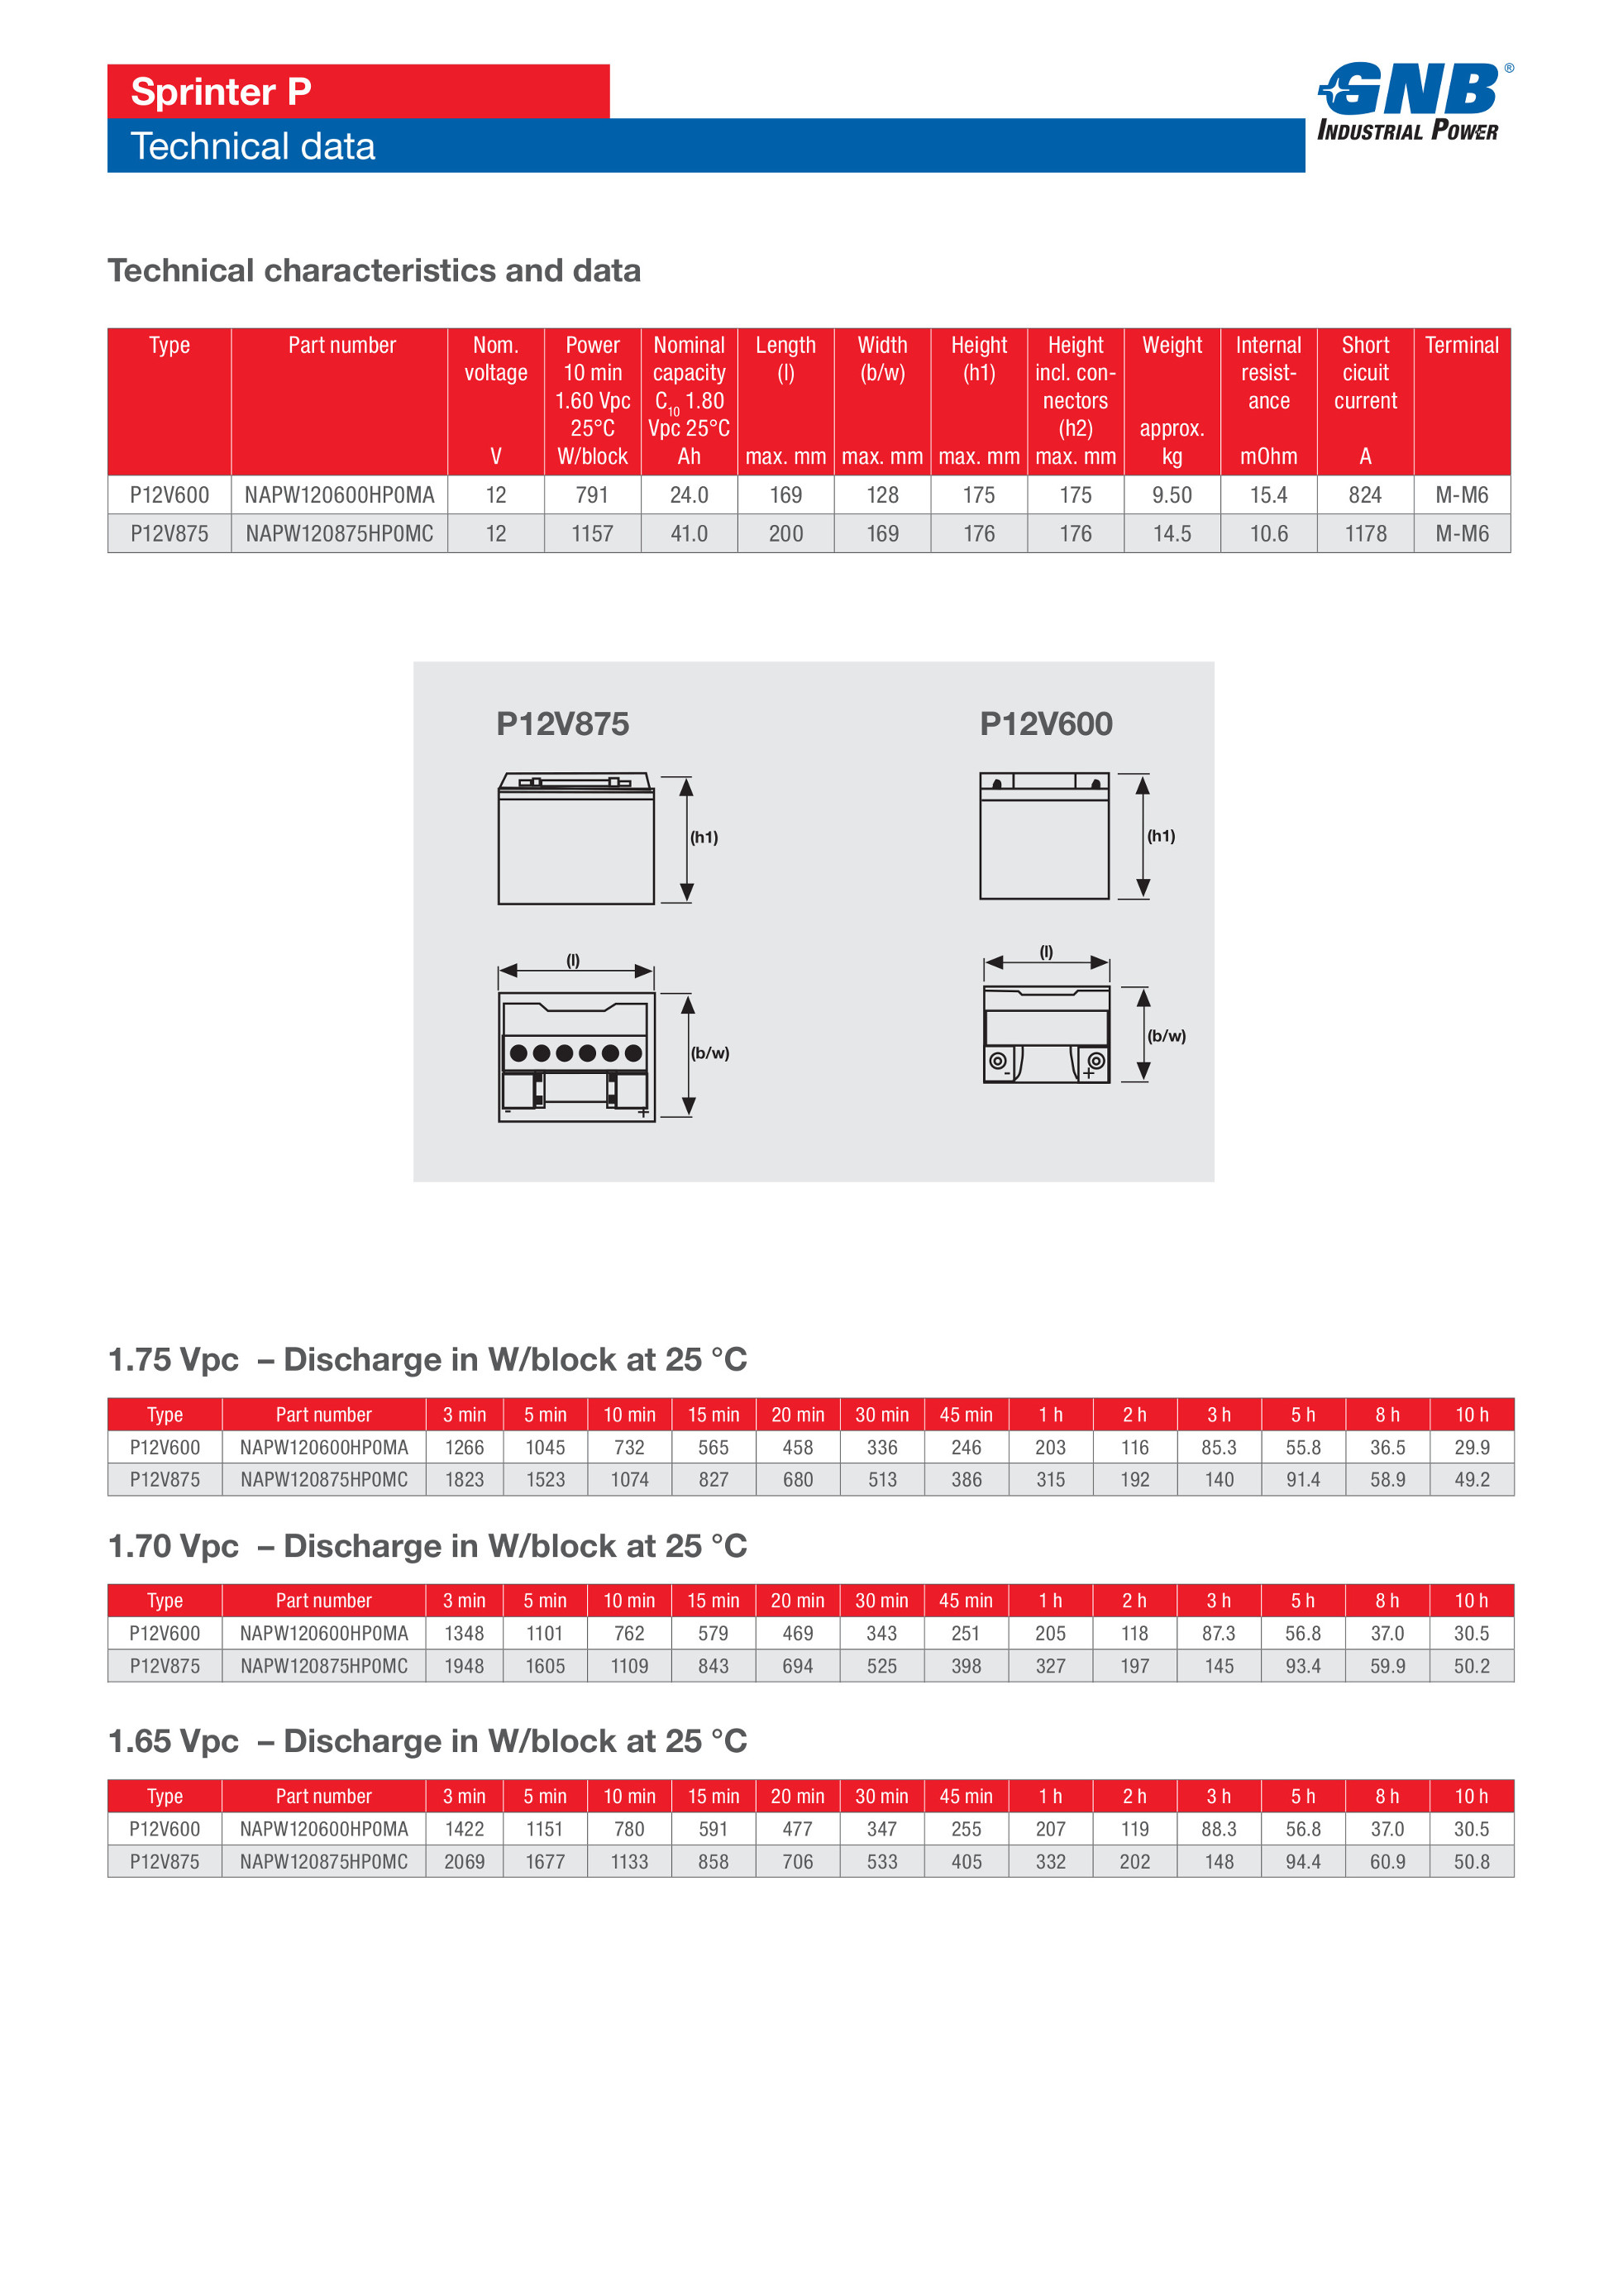 Sprinter P
Technical data
GNB ®
INDUSTRIAL POWER
Technical characteristics and data
Type Part number Nom. voltage V Power 10 min 1.60 Vpc 25°C W/block Nominal capacity C10 1.80 Vpc 25°C Ah Length (l) max. mm Width (b/w) max. mm Height (h1) max. mm Height incl. con-nectors (h2) max. mm Weight approx. kg Internal resist-ance mOhm Short cicuit current A Terminal
P12V600 NAPW120600HP0MA 12 791 24.0 169 128 175 175 9.50 15.4 824 M-M6
P12V875 NAPW120875HP0MC 12 1157 41.0 200 169 176 176 14.5 10.6 1178 M-M6
P12V875 P12V600
(h1) (h1)
(l) (l)
(b/w) (b/w)
- + - +
1.75 Vpc – Discharge in W/block at 25 °C
Type Part number 3 min 5 min 10 min 15 min 20 min 30 min 45 min 1 h 2 h 3 h 5 h 8 h 10 h
P12V600 NAPW120600HP0MA 1266 1045 732 565 458 336 246 203 116 85.3 55.8 36.5 29.9
P12V875 NAPW120875HP0MC 1823 1523 1074 827 680 513 386 315 192 140 91.4 58.9 49.2
1.70 Vpc – Discharge in W/block at 25 °C
Type Part number 3 min 5 min 10 min 15 min 20 min 30 min 45 min 1 h 2 h 3 h 5 h 8 h 10 h
P12V600 NAPW120600HP0MA 1348 1101 762 579 469 343 251 205 118 87.3 56.8 37.0 30.5
P12V875 NAPW120875HP0MC 1948 1605 1109 843 694 525 398 327 197 145 93.4 59.9 50.2
1.65 Vpc – Discharge in W/block at 25 °C
Type Part number 3 min 5 min 10 min 15 min 20 min 30 min 45 min 1 h 2 h 3 h 5 h 8 h 10 h
P12V600 NAPW120600HP0MA 1422 1151 780 591 477 347 255 207 119 88.3 56.8 37.0 30.5
P12V875 NAPW120875HP0MC 2069 1677 1133 858 706 533 405 332 202 148 94.4 60.9 50.8